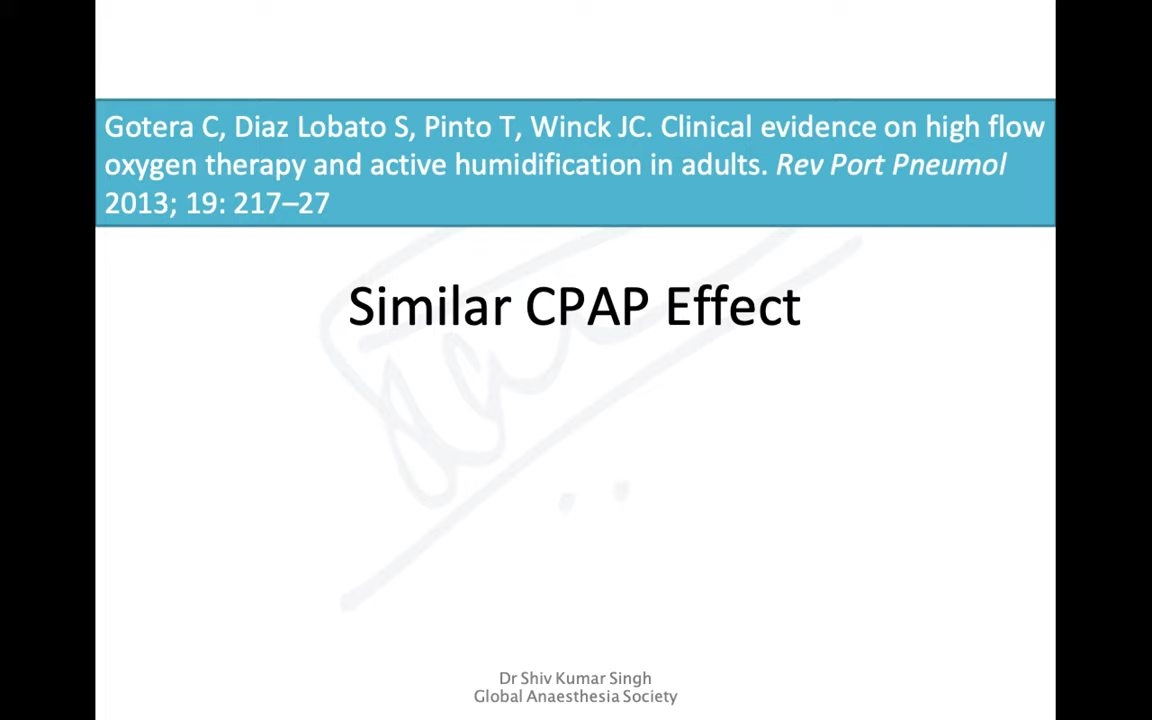 Gotera C, Diaz Lobato S, Pinto T, Winck JC. Clinical evidence on high flow
oxygen therapy and active humidification in adults. Rev Port Pneumol
2013; 19: 217–27
Similar CPAP Effect
Dr Shiv Kumar Singh
Global Anaesthesia Society